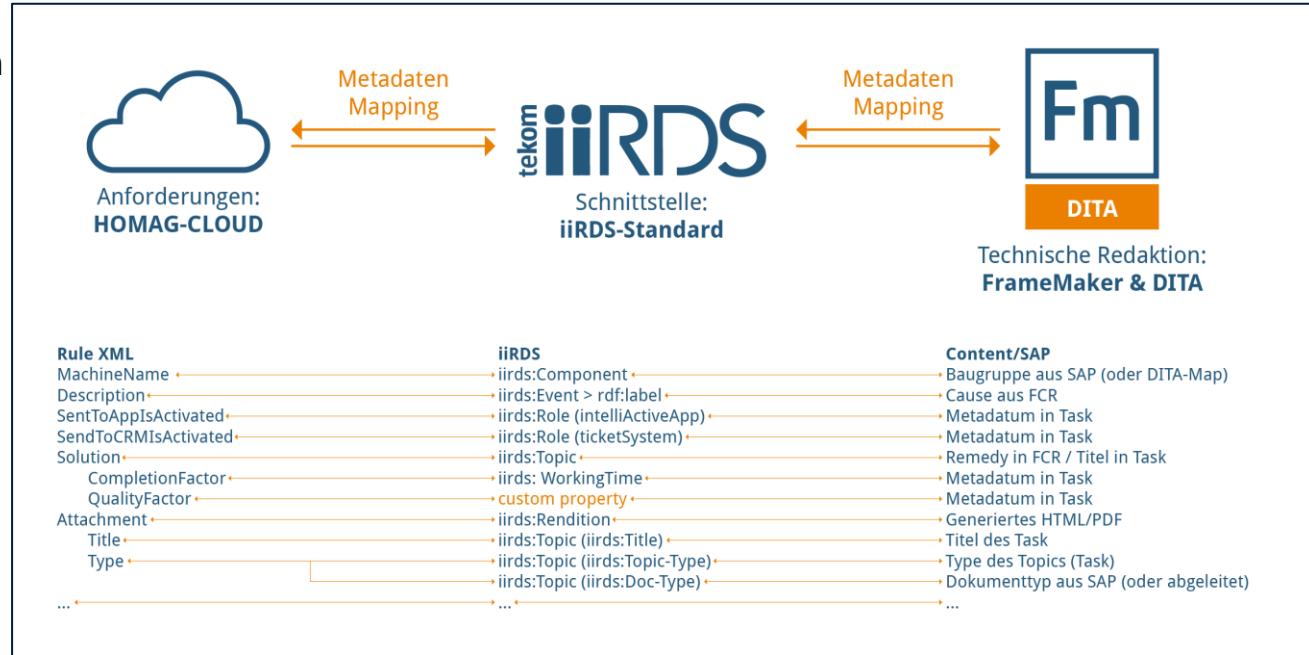 Metadaten
Mapping
Metadaten
Mapping
tekom
iiRDS
Fm
DITA
Anforderungen:
HOMAG-CLOUD
Schnittstelle:
iiRDS-Standard
Technische Redaktion:
FrameMaker & DITA
Rule XML iiRDS Content/SAP
MachineName iirds:Component Baugruppe aus SAP (oder DITA-Map)
Description iirds:Event > rdf:label Cause aus FCR
SentToAppIsActivated iirds:Role (intelliActiveApp) Metadatum in Task
SendToCRMIsActivated iirds:Role (ticketSystem) Metadatum in Task
Solution iirds:Topic Remedy in FCR / Titel in Task
CompletionFactor iirds: WorkingTime Metadatum in Task
QualityFactor custom property Metadatum in Task
Attachment iirds:Rendition Generiertes HTML/PDF
Title iirds:Topic (iirds:Title) Titel des Task
Type iirds:Topic (iirds:Topic-Type) Type des Topics (Task)
iirds:Topic (iirds:Doc-Type) Dokumenttyp aus SAP (oder abgeleitet)
... ... ...